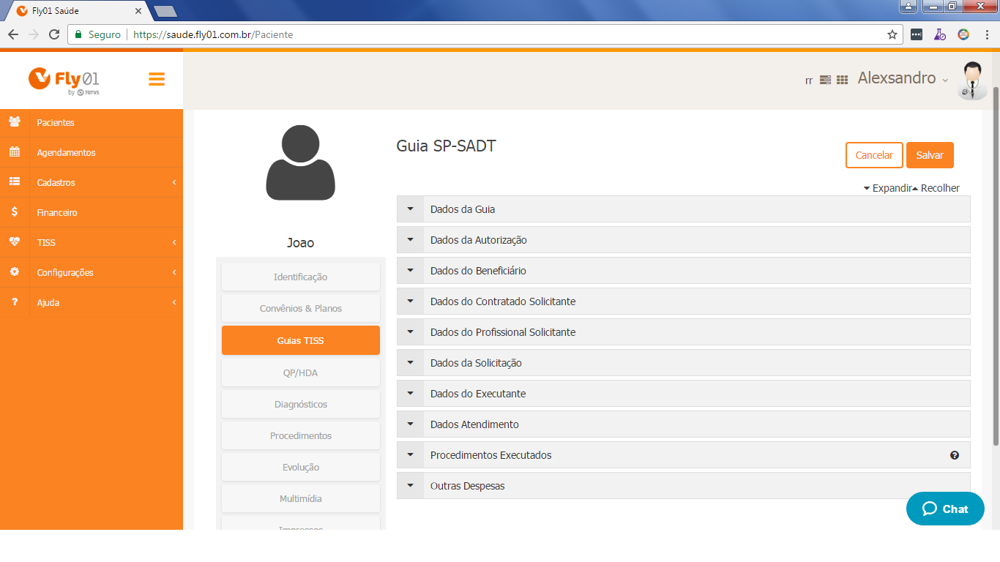 Fly01 Saúde
Seguro
https://saude.fly01.com.br/Paciente
Fly01
by TOTVS
rr
Alexsandro
Pacientes
Agendamentos
Cadastros
Financeiro
TISS
Configurações
Ajuda
Joao
Identificação
Convênios & Planos
Guias TISS
QP/HDA
Diagnósticos
Procedimentos
Evolução
Multimídia
Impressos
Guia SP-SADT
Cancelar
Salvar
Expandir Recolher
Dados da Guia
Dados da Autorização
Dados do Beneficiário
Dados do Contratado Solicitante
Dados do Profissional Solicitante
Dados da Solicitação
Dados do Executante
Dados Atendimento
Procedimentos Executados
Outras Despesas
Chat